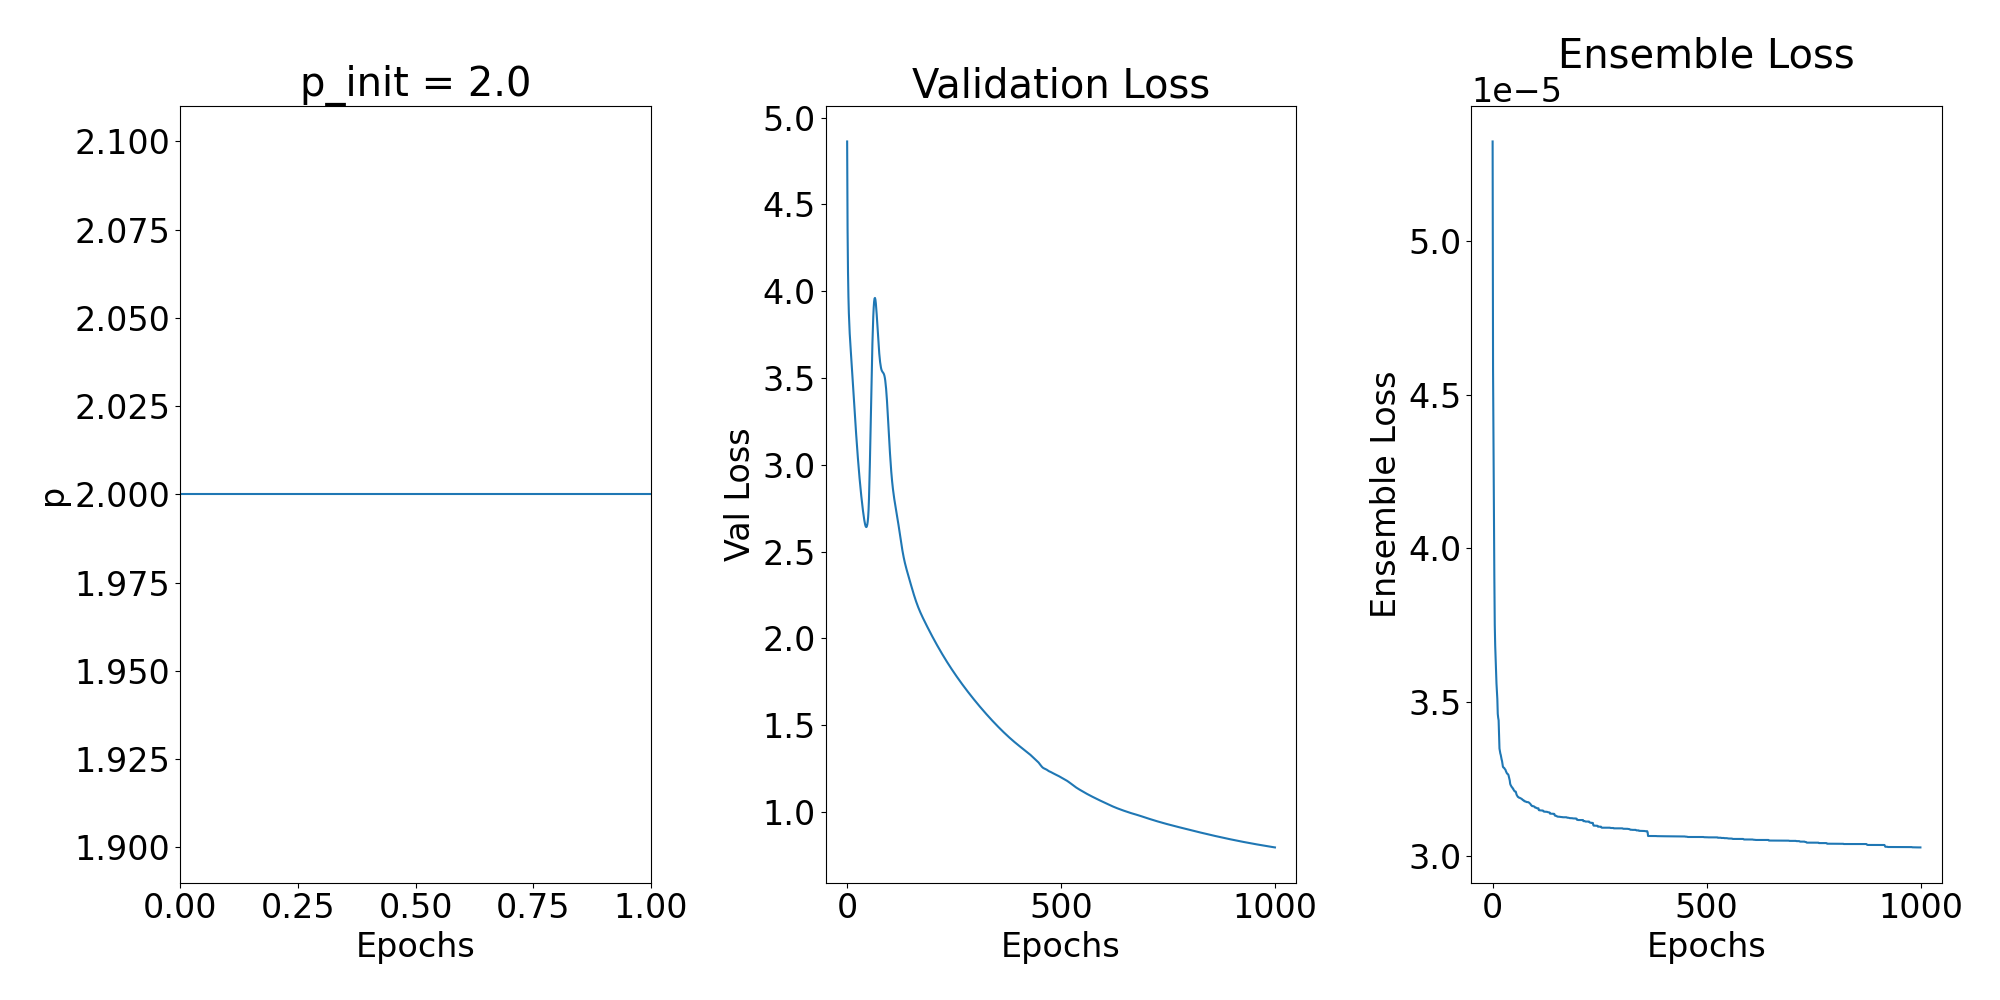 p_init = 2.0
2.100
2.075
2.050
2.025
2.000
1.975
1.950
1.925
1.900
p
0.00 0.25 0.50 0.75 1.00
Epochs
Validation Loss
5.0
4.5
4.0
3.5
3.0
2.5
2.0
1.5
1.0
Val Loss
0 500 1000
Epochs
Ensemble Loss
1e−5
5.0
4.5
4.0
3.5
3.0
Ensemble Loss
0 500 1000
Epochs